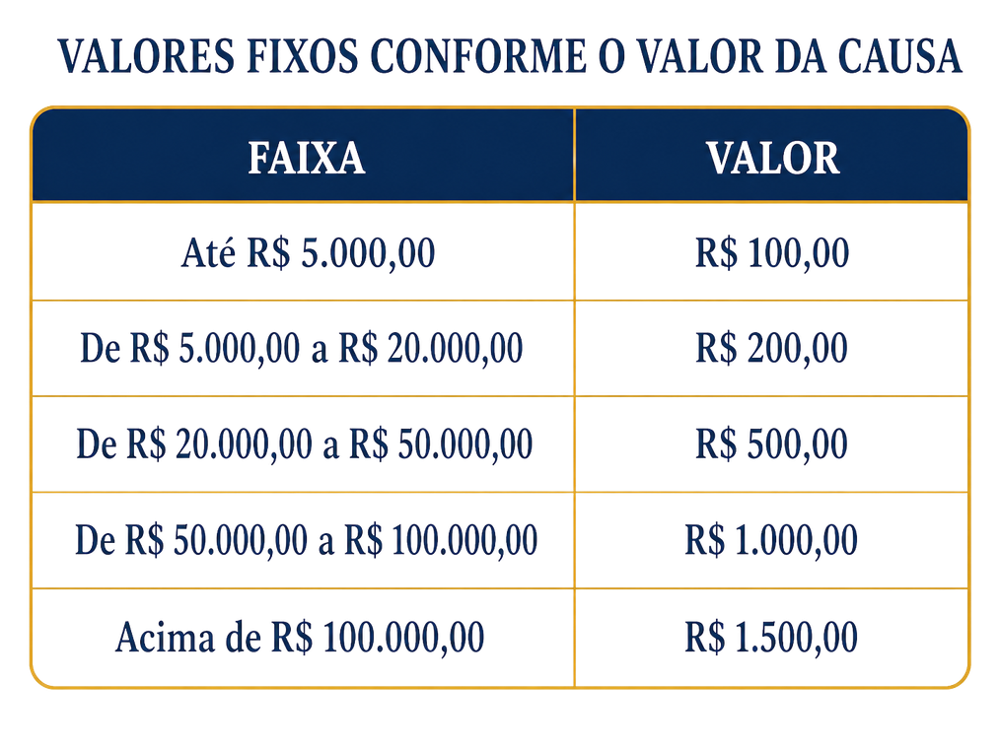 VALORES FIXOS CONFORME O VALOR DA CAUSA
FAIXA VALOR
Até R$ 5.000,00 R$ 100,00
De R$ 5.000,00 a R$ 20.000,00 R$ 200,00
De R$ 20.000,00 a R$ 50.000,00 R$ 500,00
De R$ 50.000,00 a R$ 100.000,00 R$ 1.000,00
Acima de R$ 100.000,00 R$ 1.500,00